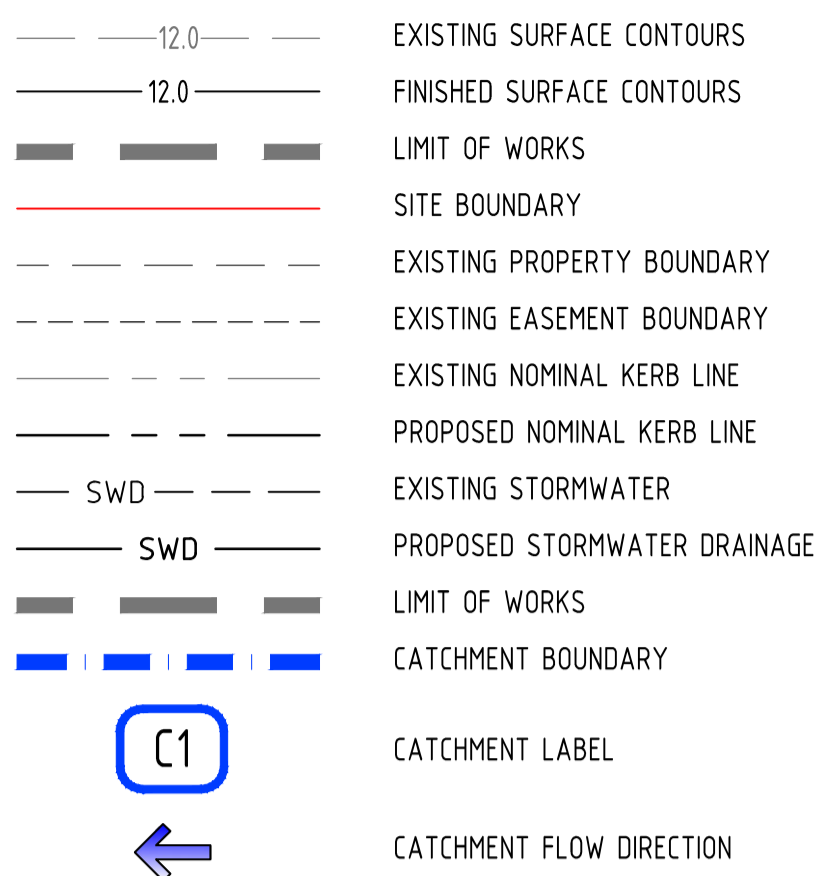 12.0 EXISTING SURFACE CONTOURS
12.0 FINISHED SURFACE CONTOURS
LIMIT OF WORKS
SITE BOUNDARY
EXISTING PROPERTY BOUNDARY
EXISTING EASEMENT BOUNDARY
EXISTING NOMINAL KERB LINE
PROPOSED NOMINAL KERB LINE
SWD EXISTING STORMWATER
SWD PROPOSED STORMWATER DRAINAGE
LIMIT OF WORKS
CATCHMENT BOUNDARY
C1 CATCHMENT LABEL
CATCHMENT FLOW DIRECTION